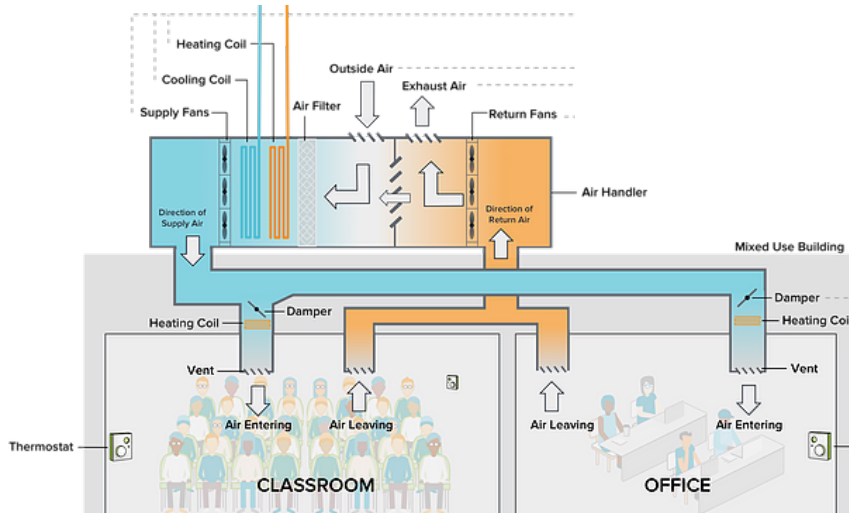 Heating Coil
Cooling Coil
Supply Fans
Air Filter
Outside Air
Exhaust Air
Return Fans
Air Handler
Direction of
Supply Air
Direction of
Return Air
Mixed Use Building
Damper
Heating Coil
Damper
Heating Coi
Vent
Vent
Air Entering
Air Leaving
Air Leaving
Air Entering
Thermostat
CLASSROOM
OFFICE